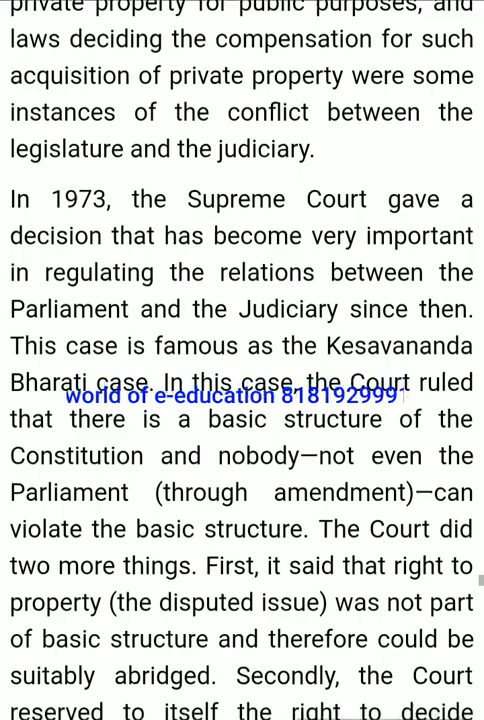 private property for public purposes, and
laws deciding the compensation for such
acquisition of private property were some
instances of the conflict between the
legislature and the judiciary.
In 1973, the Supreme Court gave a
decision that has become very important
in regulating the relations between the
Parliament and the Judiciary since then.
This case is famous as the Kesavananda
Bharati case. In this case, the Court ruled
world of e-education 8181929991
that there is a basic structure of the
Constitution and nobody—not even the
Parliament (through amendment)—can
violate the basic structure. The Court did
two more things. First, it said that right to
property (the disputed issue) was not part
of basic structure and therefore could be
suitably abridged. Secondly, the Court
reserved to itself the right to decide